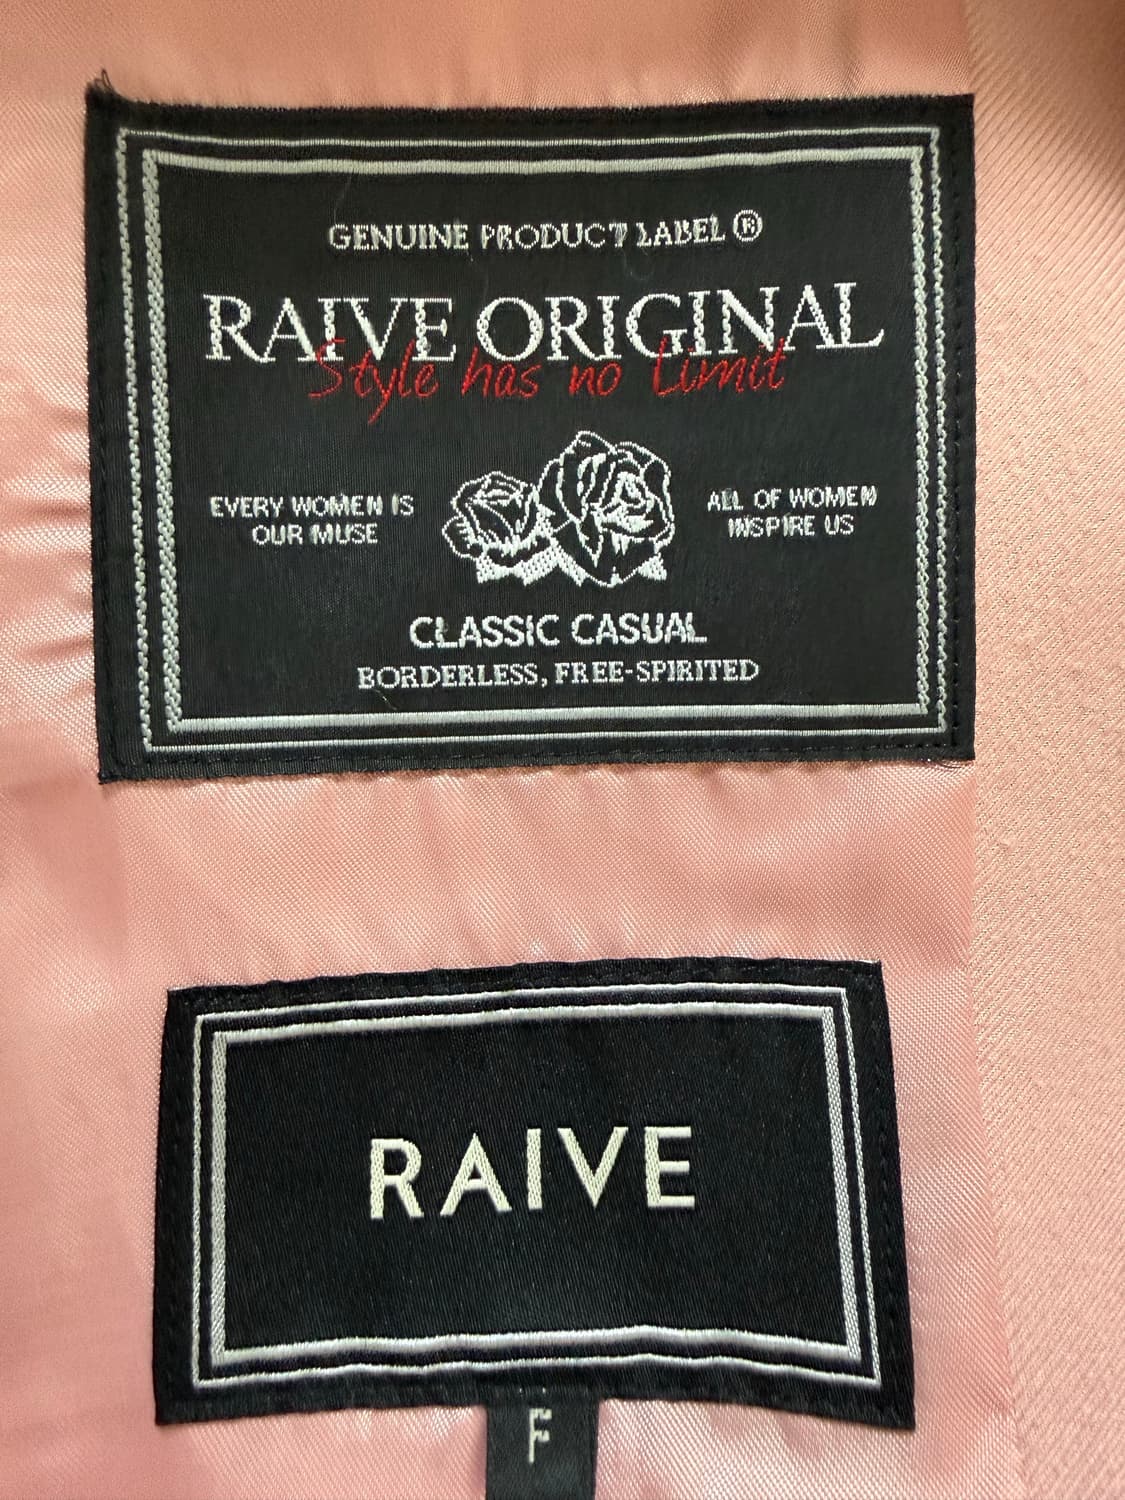 GENUINE PRODUCT LABEL ®
RAIVE ORIGINAL
Style has no Limit
EVERY WOMEN IS
OUR MUSE
ALL OF WOMEN
INSPIRE US
CLASSIC CASUAL
BORDERLESS, FREE-SPIRITED
RAIVE
F